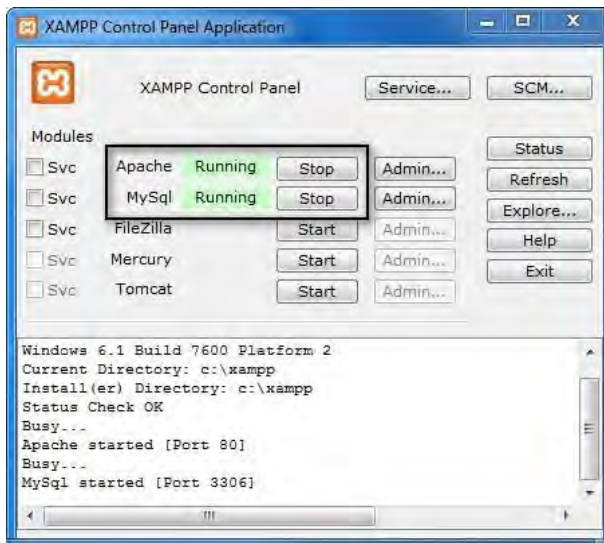 XAMPP Control Panel Application
XAMPP Control Panel Service... SCM...
Modules
Status
Svc Apache Running Stop Admin...
Refresh
Svc MySql Running Stop Admin...
Explore...
Svc FileZilla Start Admin...
Help
Svc Mercury Start Admin...
Exit
Svc Tomcat Start Admin...
Windows 6.1 Build 7600 Platform 2
Current Directory: c:\xampp
Install(er) Directory: c:\xampp
Status Check OK
Busy...
Apache started [Port 80]
Busy...
MySql started [Port 3306]